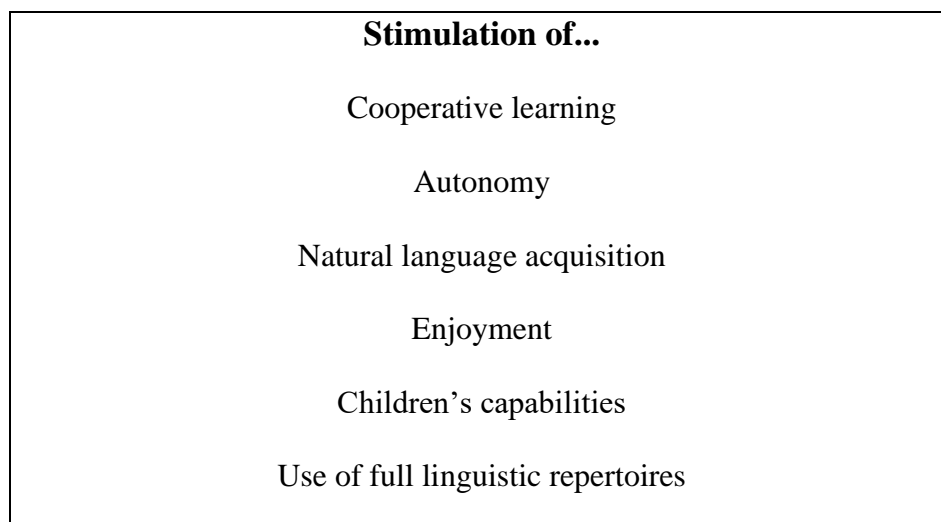 Stimulation of...
Cooperative learning
Autonomy
Natural language acquisition
Enjoyment
Children’s capabilities
Use of full linguistic repertoires